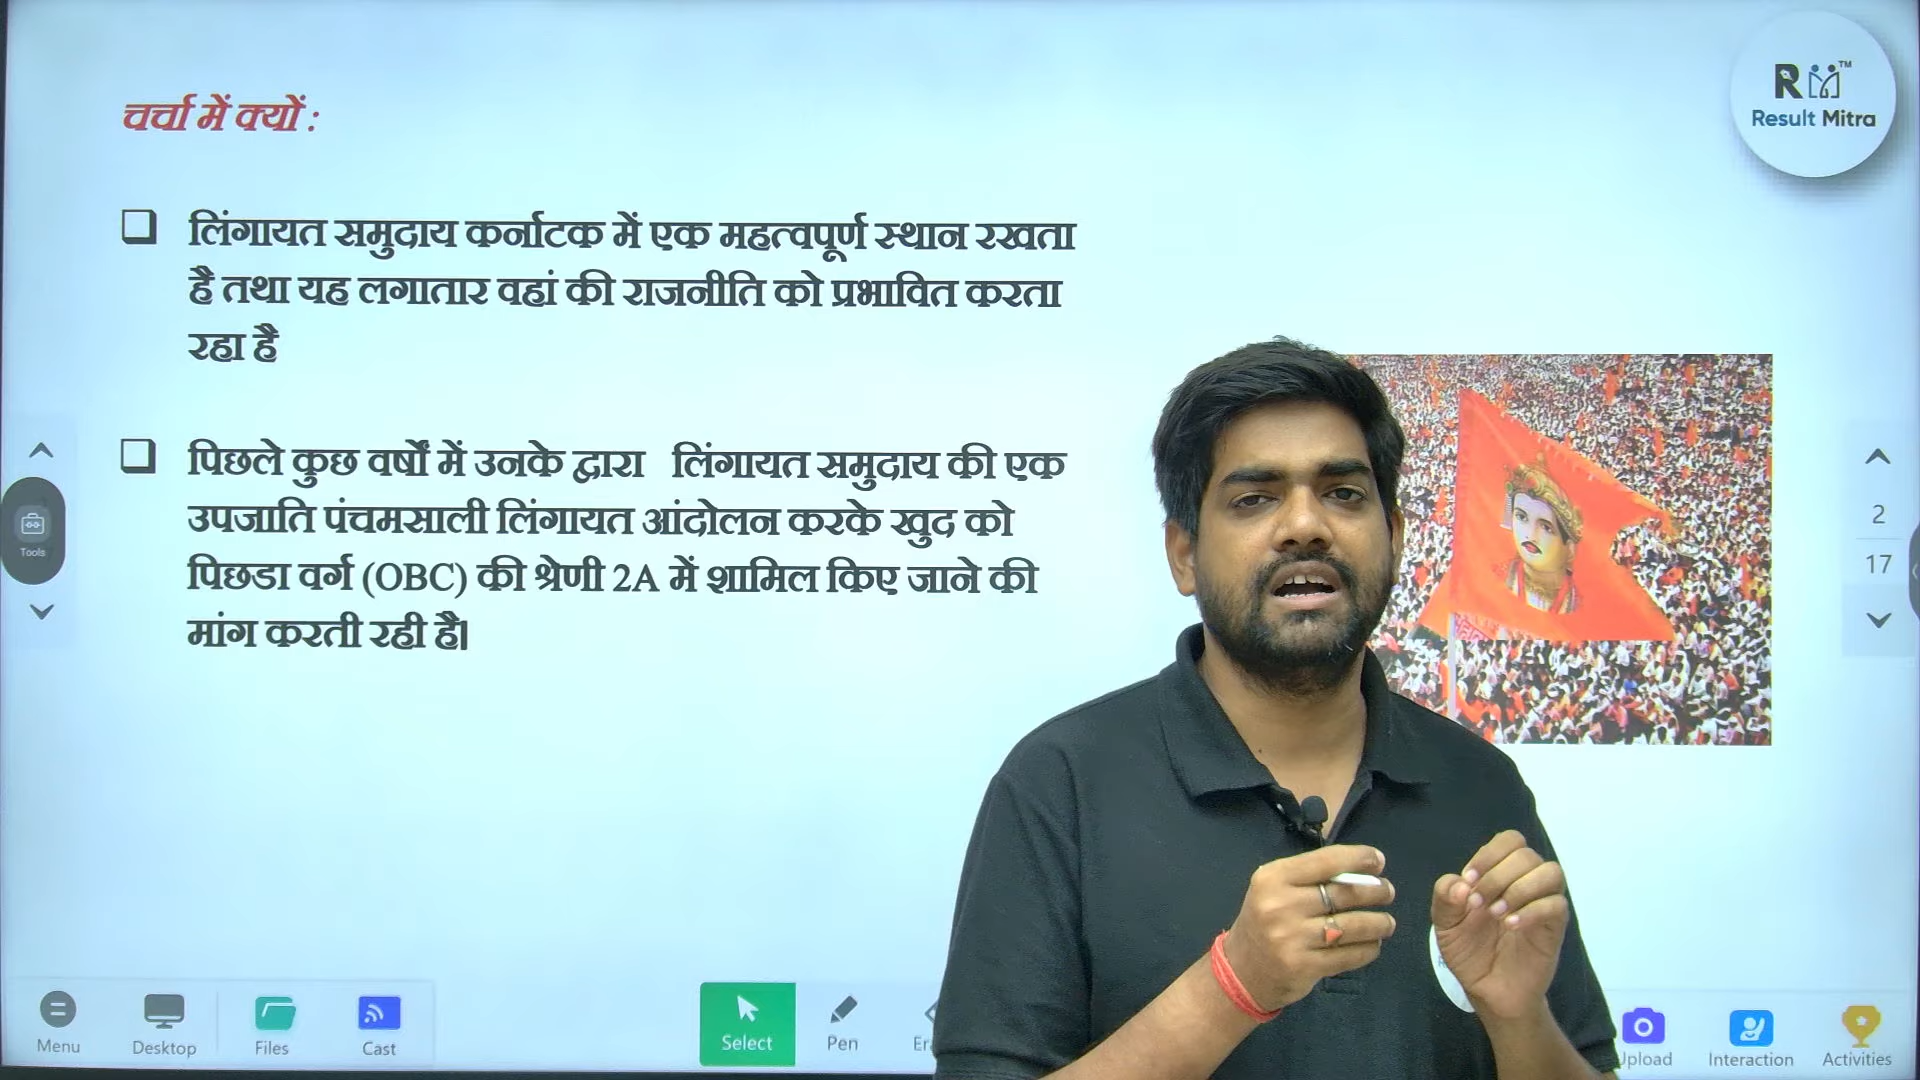 चर्चा में क्यों :
R TM
Result Mitra
लिंगायत समुदाय कर्नाटक में एक महत्वपूर्ण स्थान रखता
है तथा यह लगातार वहां की राजनीति को प्रभावित करता
रहा है
पिछले कुछ वर्षों में उनके द्वारा लिंगायत समुदाय की एक
उपजाति पंचमसाली लिंगायत आंदोलन करके खुद को
पिछडा वर्ग (OBC) की श्रेणी 2A में शामिल किए जाने की
मांग करती रही है।
Tools
2
17
Menu
Desktop
Files
Cast
Select
Pen
Er
Upload
Interaction
Activities